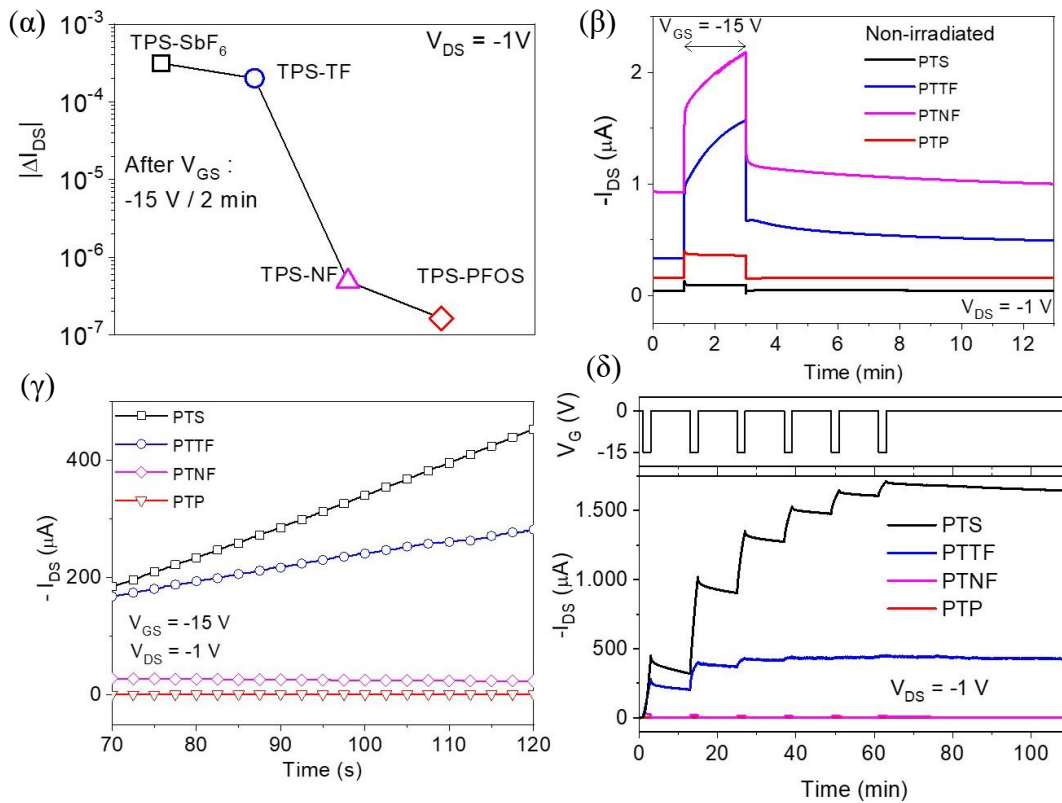 (α)
10⁻³
10⁻⁴
10⁻⁵
10⁻⁶
10⁻⁷
|ΔI_DS|
TPS-SbF₆
V_DS = -1V
TPS-TF
After V_GS :
-15 V / 2 min
TPS-NF
TPS-PFOS
(β)
V_GS = -15 V
Non-irradiated
PTS
PTTF
PTNF
PTP
2
1
0
-I_DS (μA)
V_DS = -1 V
0 2 4 6 8 10 12
Time (min)
(γ)
PTS
PTTF
PTNF
PTP
400
200
0
- I_DS (μA)
V_GS = -15 V
V_DS = -1 V
70 80 90 100 110 120
Time (s)
(δ)
V_G (V)
0
-15
1.500
1.000
500
0
-I_DS (μA)
PTS
PTTF
PTNF
PTP
V_DS = -1 V
0 20 40 60 80 100
Time (min)